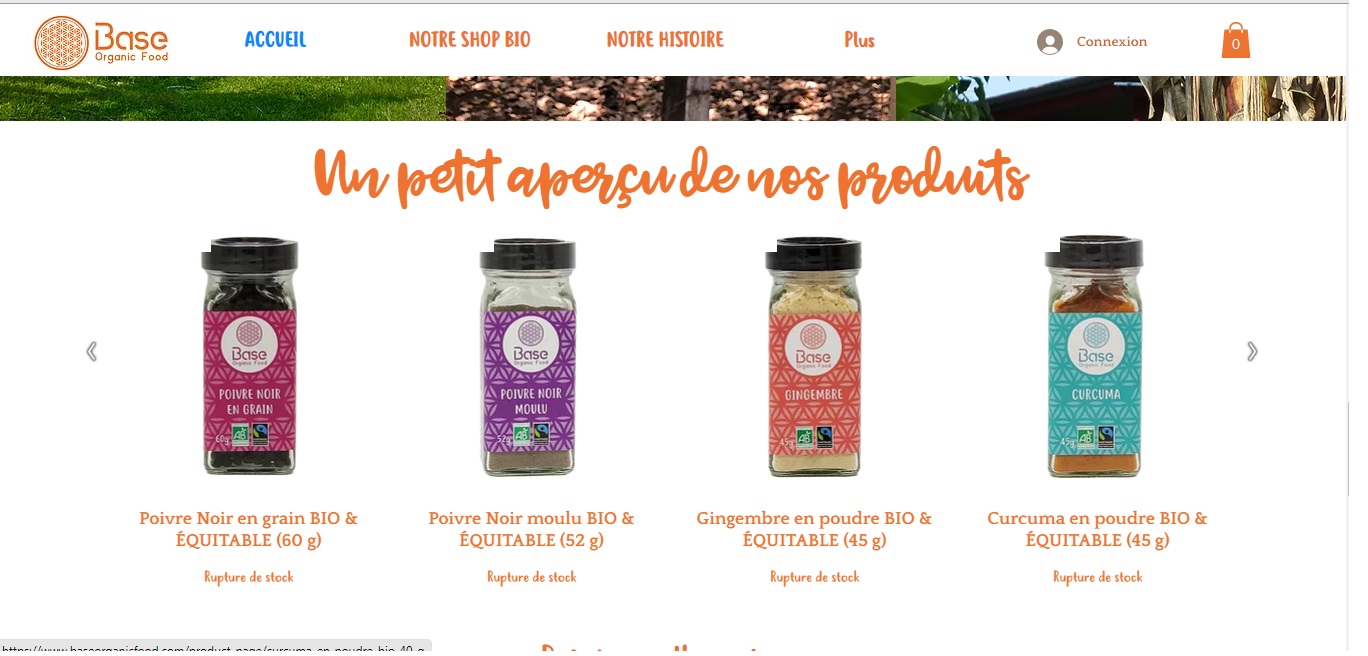 Base
Organic Food
ACCUEIL
NOTRE SHOP BIO
NOTRE HISTOIRE
Plus
Connexion
0
Un petit aperçu de nos produits
Base
Organic Food
POIVRE NOIR
EN GRAIN
60g
AB
Base
Organic Food
POIVRE NOIR
MOULU
52g
AB
Base
Organic Food
GINGEMBRE
45g
AB
Base
Organic Food
CURCUMA
45g
AB
Poivre Noir en grain BIO &
ÉQUITABLE (60 g)
Rupture de stock
Poivre Noir moulu BIO &
ÉQUITABLE (52 g)
Rupture de stock
Gingembre en poudre BIO &
ÉQUITABLE (45 g)
Rupture de stock
Curcuma en poudre BIO &
ÉQUITABLE (45 g)
Rupture de stock
https://www.baseorganicfood.com/product-page/curcuma-en-poudre-bio-40-g